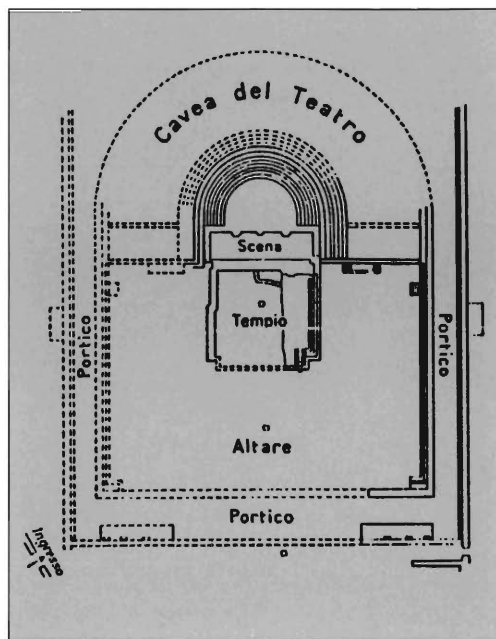 Cavea del Teatro
Scena
Tempio
Portico
Portico
Altare
Portico
Ingresso